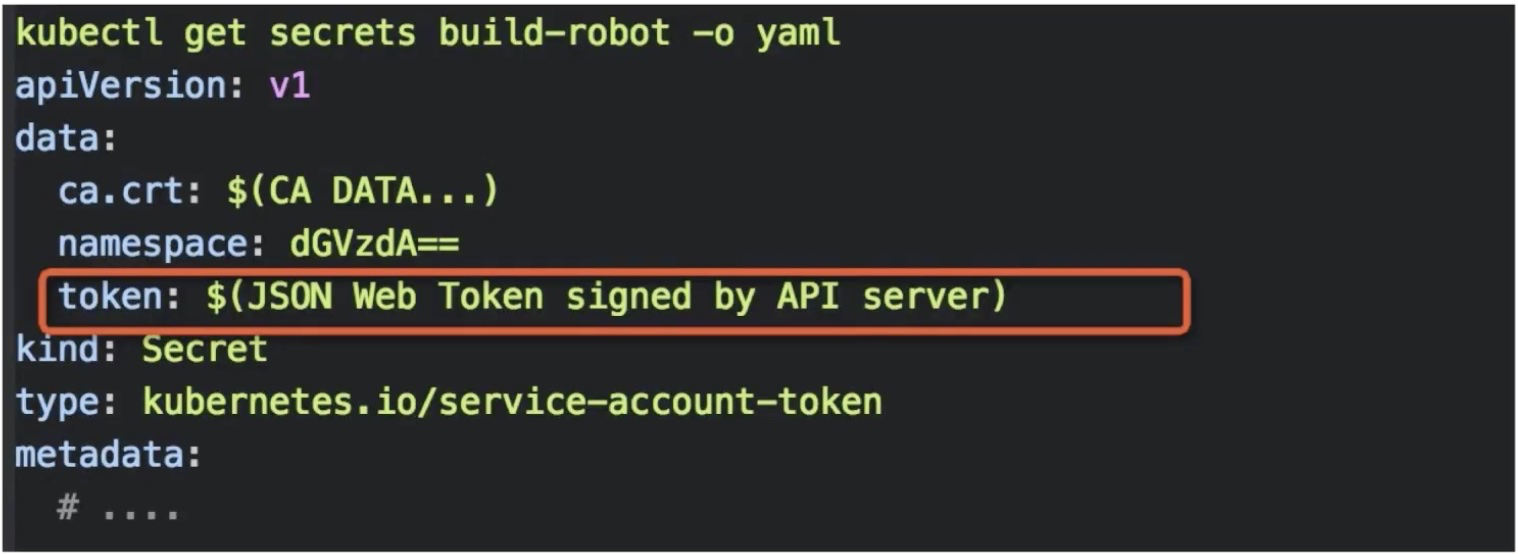 kubectl get secrets build-robot -o yaml
apiVersion: v1
data:
  ca.crt: $(CA DATA...)
  namespace: dGVzdA==
  token: $(JSON Web Token signed by API server)
kind: Secret
type: kubernetes.io/service-account-token
metadata:
  # ....